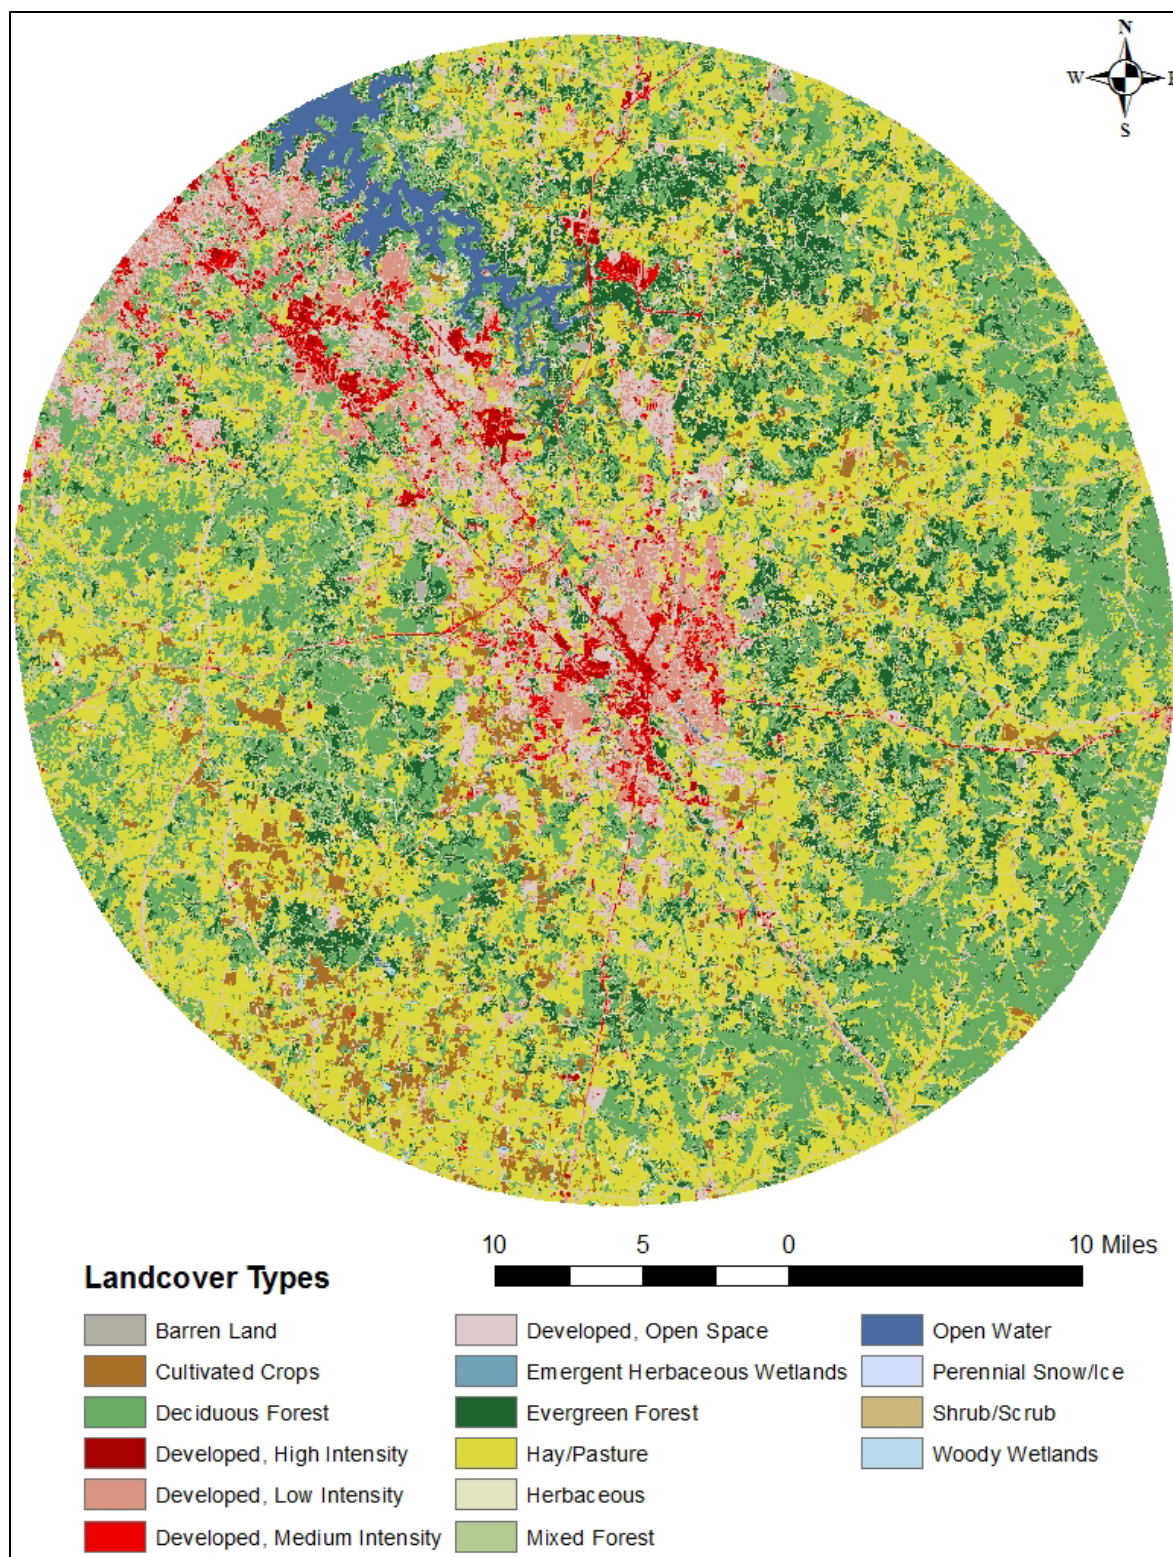 N
W E
S
10 5 0 10 Miles
Landcover Types
Barren Land
Cultivated Crops
Deciduous Forest
Developed, High Intensity
Developed, Low Intensity
Developed, Medium Intensity
Developed, Open Space
Emergent Herbaceous Wetlands
Evergreen Forest
Hay/Pasture
Herbaceous
Mixed Forest
Open Water
Perennial Snow/Ice
Shrub/Scrub
Woody Wetlands